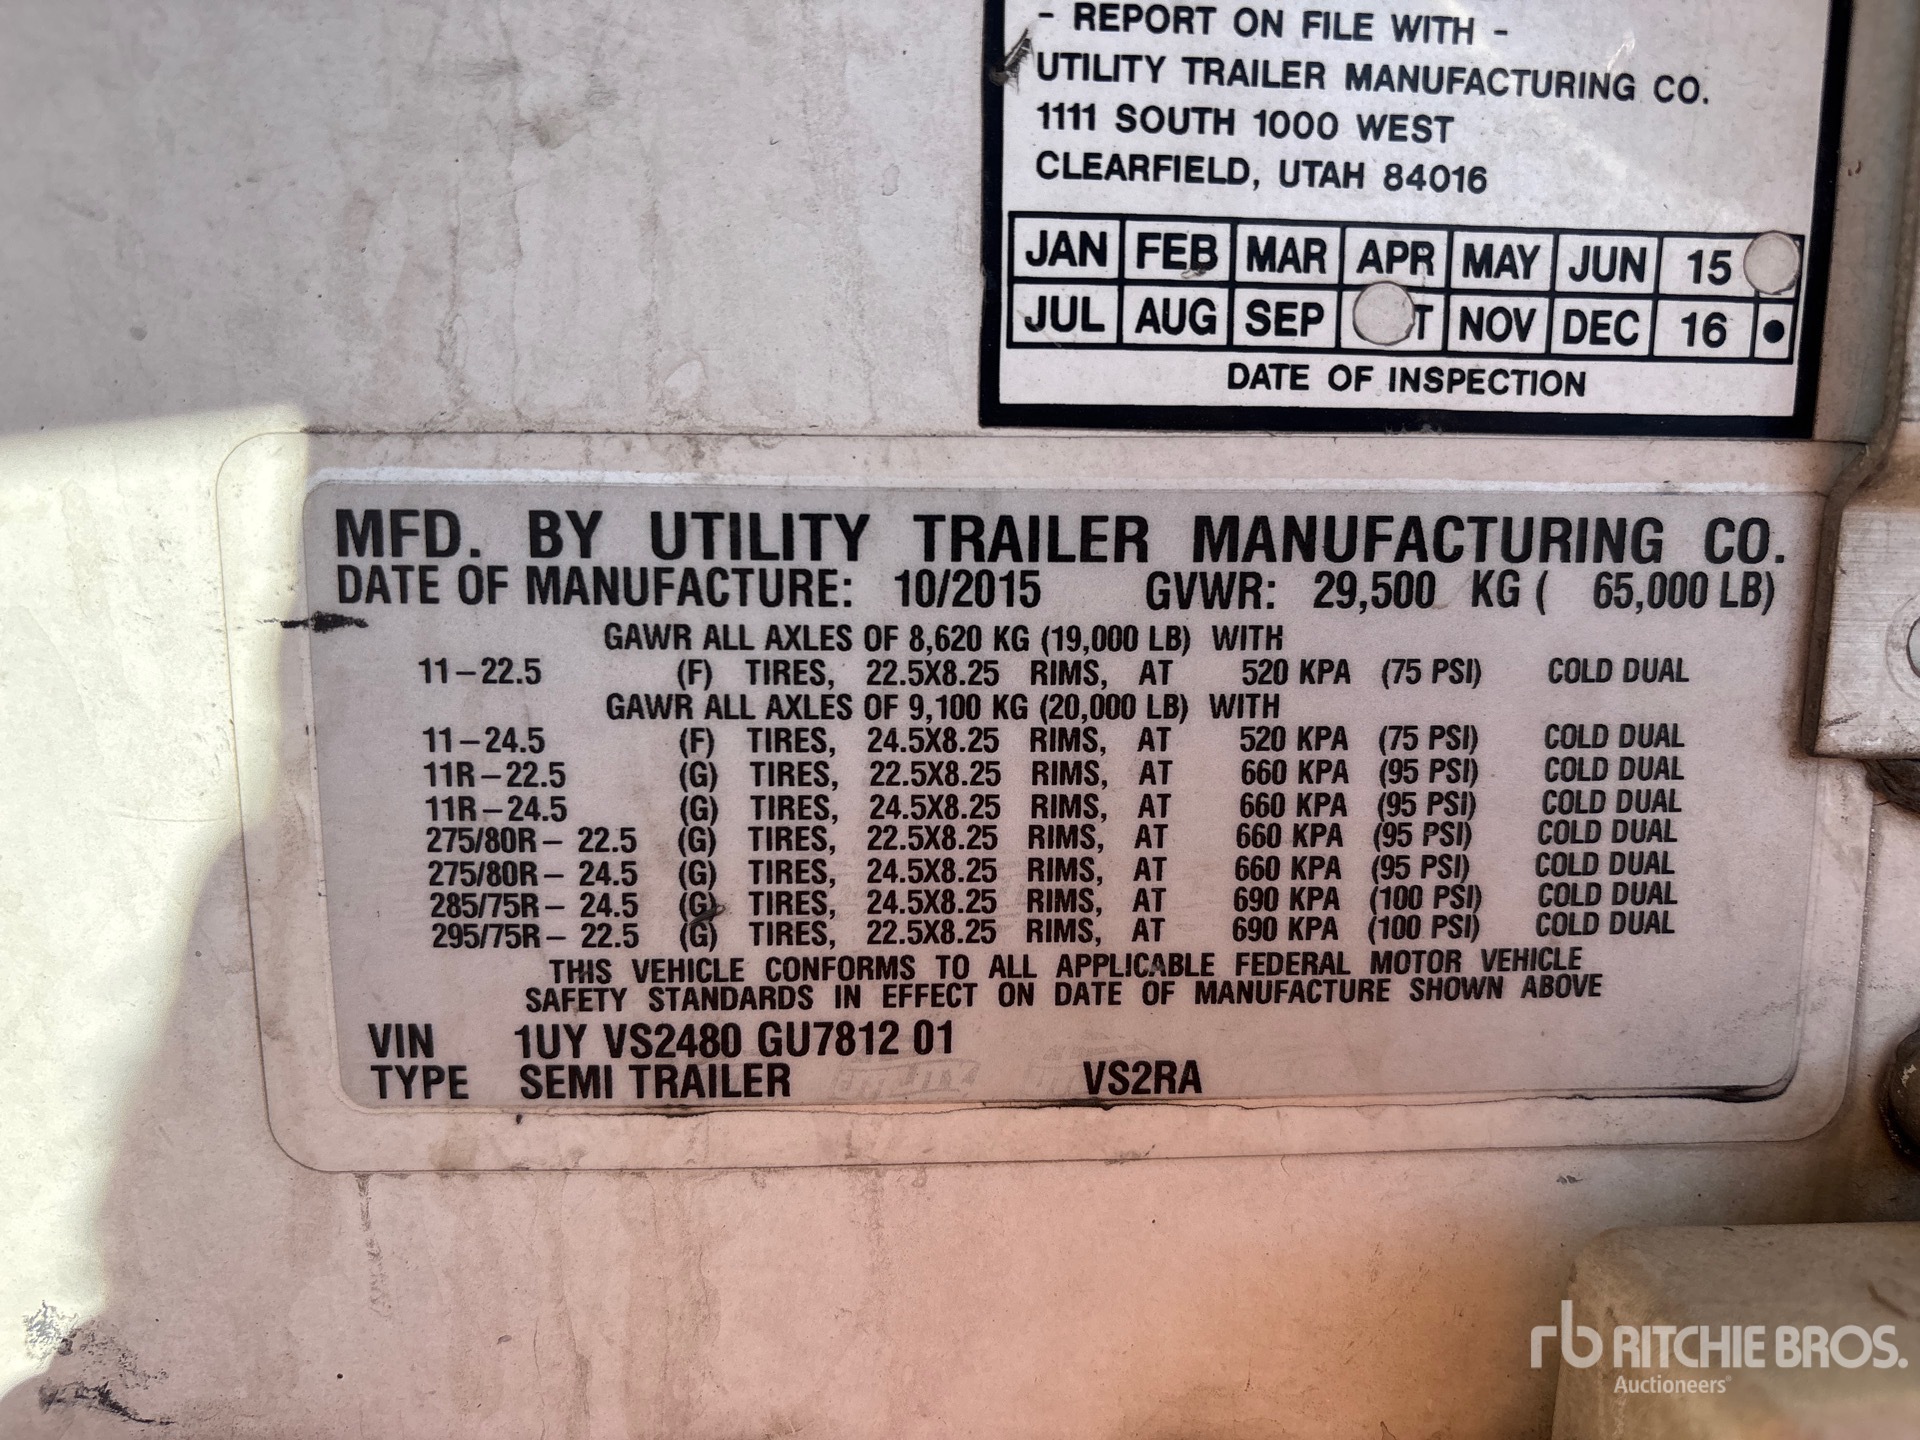 - REPORT ON FILE WITH -
UTILITY TRAILER MANUFACTURING CO.
1111 SOUTH 1000 WEST
CLEARFIELD, UTAH 84016
JAN FEB MAR APR MAY JUN 15
JUL AUG SEP T NOV DEC 16 •
DATE OF INSPECTION
MFD. BY UTILITY TRAILER MANUFACTURING CO.
DATE OF MANUFACTURE: 10/2015 GVWR: 29,500 KG ( 65,000 LB)
GAWR ALL AXLES OF 8,620 KG (19,000 LB) WITH
11-22.5 (F) TIRES, 22.5X8.25 RIMS, AT 520 KPA (75 PSI) COLD DUAL
GAWR ALL AXLES OF 9,100 KG (20,000 LB) WITH
11-24.5 (F) TIRES, 24.5X8.25 RIMS, AT 520 KPA (75 PSI) COLD DUAL
11R-22.5 (G) TIRES, 22.5X8.25 RIMS, AT 660 KPA (95 PSI) COLD DUAL
11R-24.5 (G) TIRES, 24.5X8.25 RIMS, AT 660 KPA (95 PSI) COLD DUAL
275/80R- 22.5 (G) TIRES, 22.5X8.25 RIMS, AT 660 KPA (95 PSI) COLD DUAL
275/80R- 24.5 (G) TIRES, 24.5X8.25 RIMS, AT 660 KPA (95 PSI) COLD DUAL
285/75R- 24.5 (G) TIRES, 24.5X8.25 RIMS, AT 690 KPA (100 PSI) COLD DUAL
295/75R- 22.5 (G) TIRES, 22.5X8.25 RIMS, AT 690 KPA (100 PSI) COLD DUAL
THIS VEHICLE CONFORMS TO ALL APPLICABLE FEDERAL MOTOR VEHICLE
SAFETY STANDARDS IN EFFECT ON DATE OF MANUFACTURE SHOWN ABOVE
VIN 1UY VS2480 GU7812 01
TYPE SEMI TRAILER VS2RA
rb RITCHIE BROS.
Auctioneers